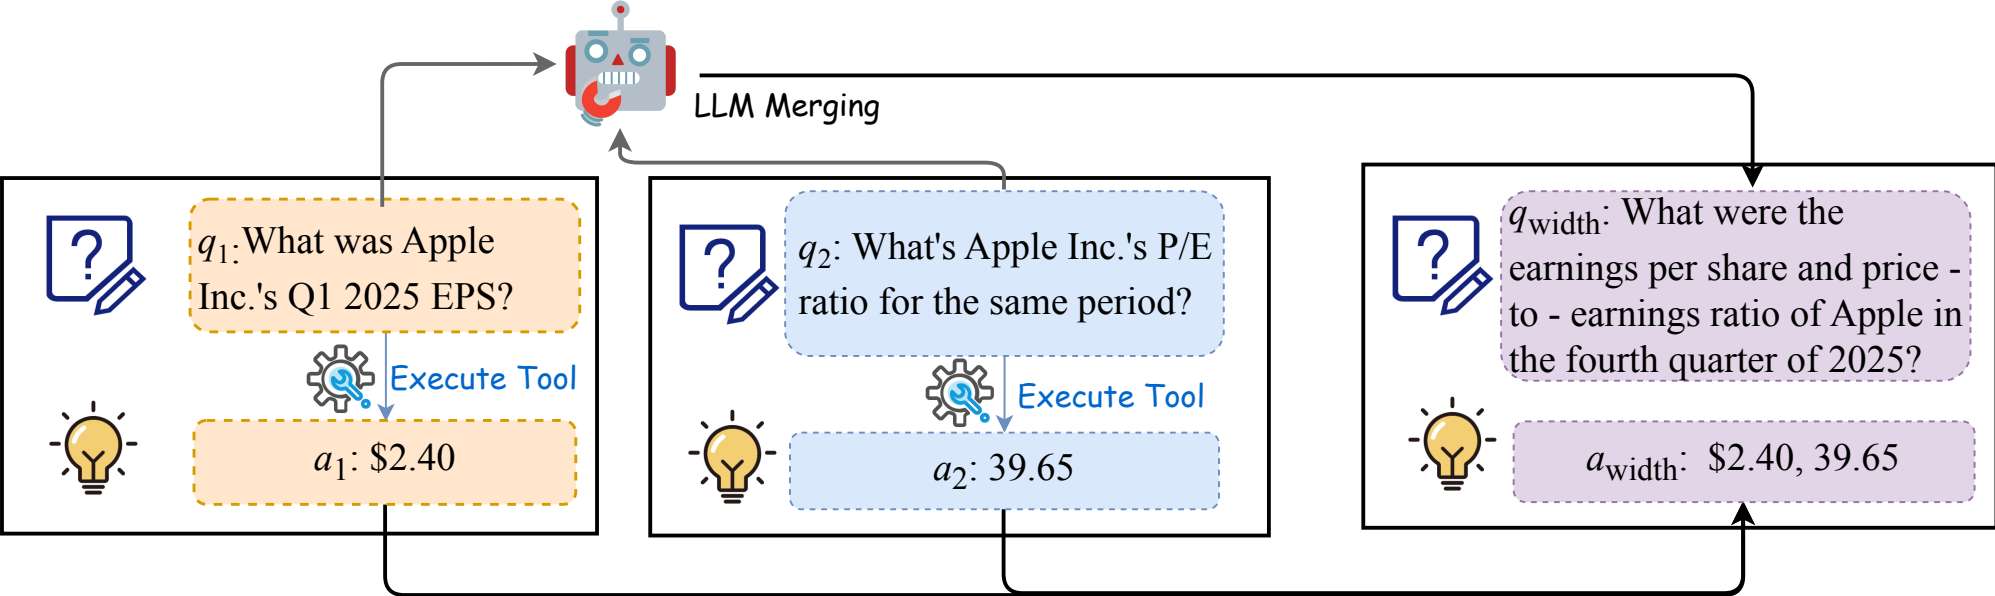 LLM Merging
q1:What was Apple
Inc.'s Q1 2025 EPS?
Execute Tool
a1: $2.40
q2: What's Apple Inc.'s P/E
ratio for the same period?
Execute Tool
a2: 39.65
qwidth: What were the
earnings per share and price -
to - earnings ratio of Apple in
the fourth quarter of 2025?
awidth: $2.40, 39.65